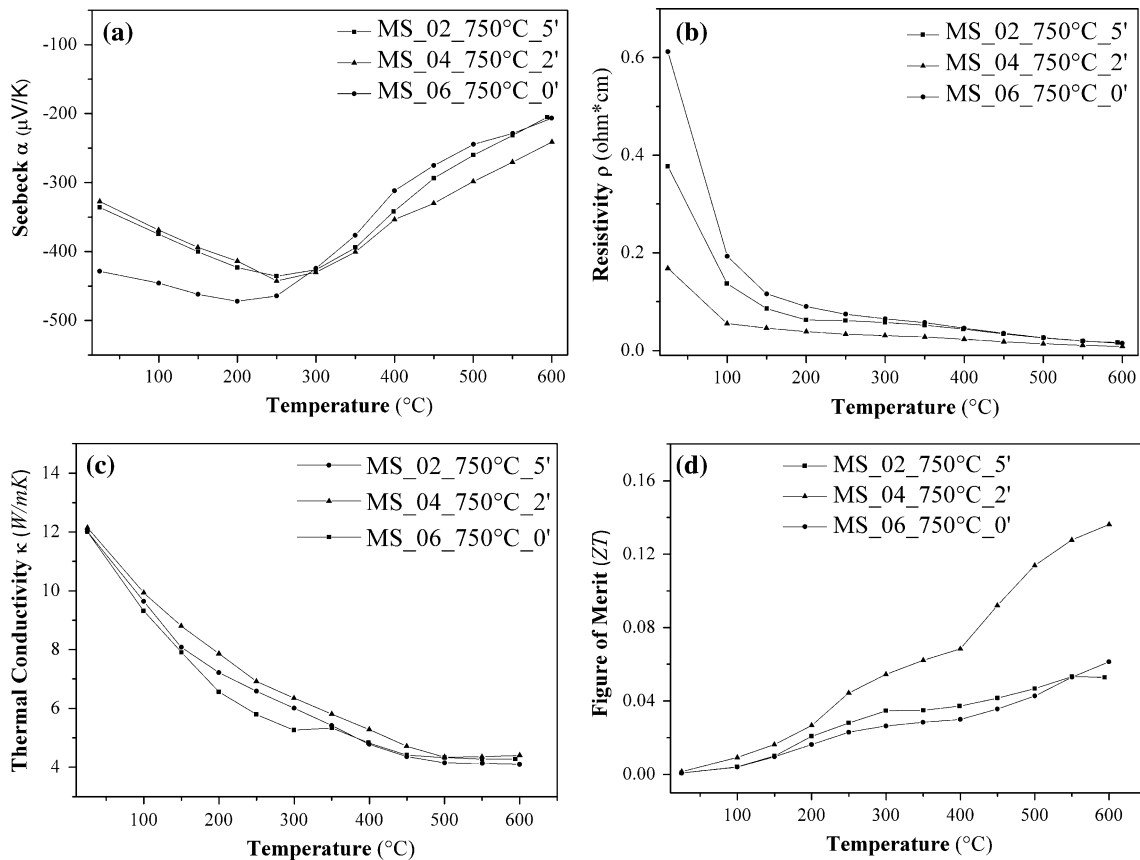 (a)
MS_02_750°C_5'
MS_04_750°C_2'
MS_06_750°C_0'
-100
-200
-300
-400
-500
Seebeck α (μV/K)
100 200 300 400 500 600
Temperature (°C)
(b)
MS_02_750°C_5'
MS_04_750°C_2'
MS_06_750°C_0'
0.6
0.4
0.2
0.0
Resistivity ρ (ohm*cm)
100 200 300 400 500 600
Temperature (°C)
(c)
MS_02_750°C_5'
MS_04_750°C_2'
MS_06_750°C_0'
14
12
10
8
6
4
Thermal Conductivity κ (W/mK)
100 200 300 400 500 600
Temperature (°C)
(d)
MS_02_750°C_5'
MS_04_750°C_2'
MS_06_750°C_0'
0.16
0.12
0.08
0.04
0.00
Figure of Merit (ZT)
100 200 300 400 500 600
Temperature (°C)